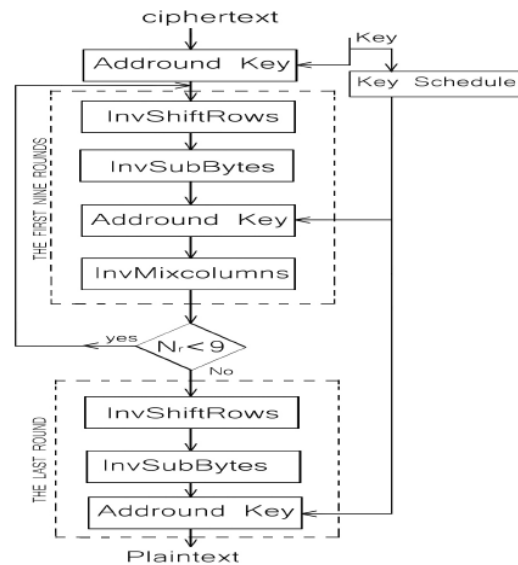 ciphertext
Key
Addround Key
Key Schedule
InvShiftRows
InvSubBytes
Addround Key
InvMixcolumns
THE FIRST NINE ROUNDS
yes
Nr<9
No
InvShiftRows
InvSubBytes
Addround Key
THE LAST ROUND
Plaintext